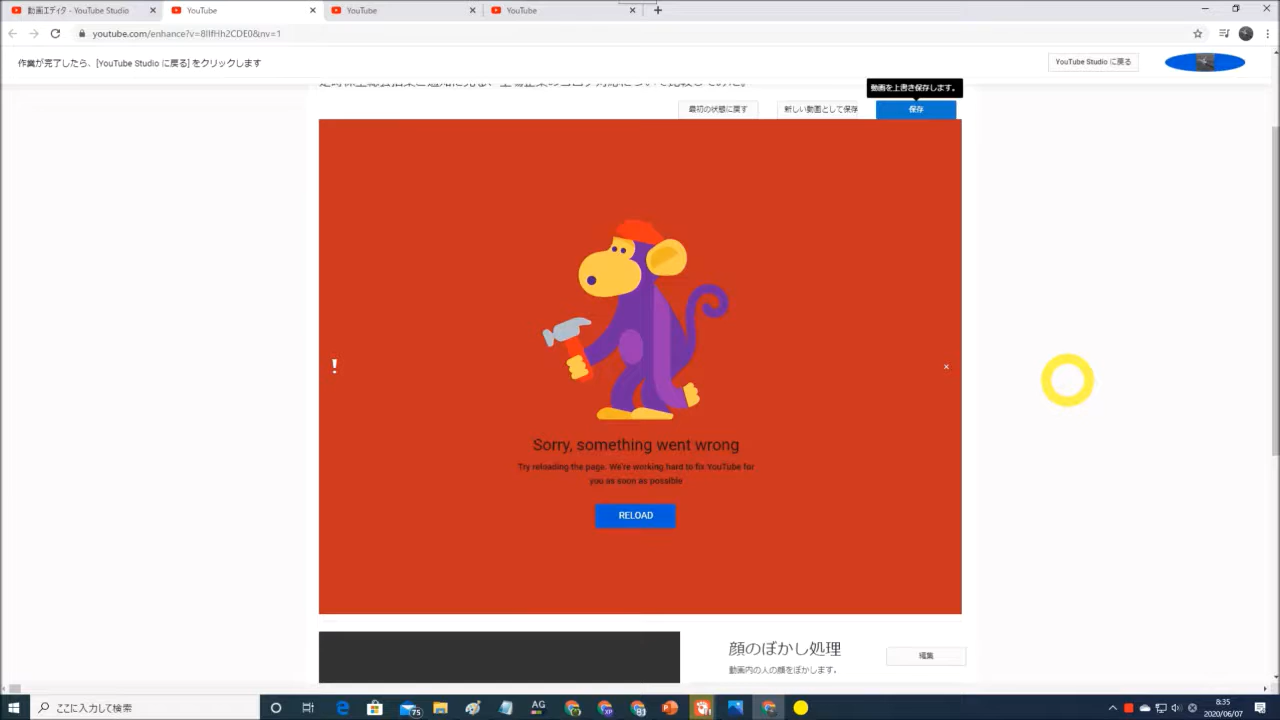 動画エディタ - YouTube Studio
YouTube
YouTube
YouTube
youtube.com/enhance?v=8IIfHh2CDE0&nv=1
作業が完了したら、[YouTube Studio に戻る] をクリックします
YouTube Studio に戻る
動画を上書き保存します。
最初の状態に戻す
新しい動画として保存
保存
!
×
Sorry, something went wrong
Try reloading the page. We're working hard to fix YouTube for
you as soon as possible
RELOAD
顔のぼかし処理
編集
動画内の人の顔をぼかします。
ここに入力して検索
75
AG
XP
8:35
2020/06/07